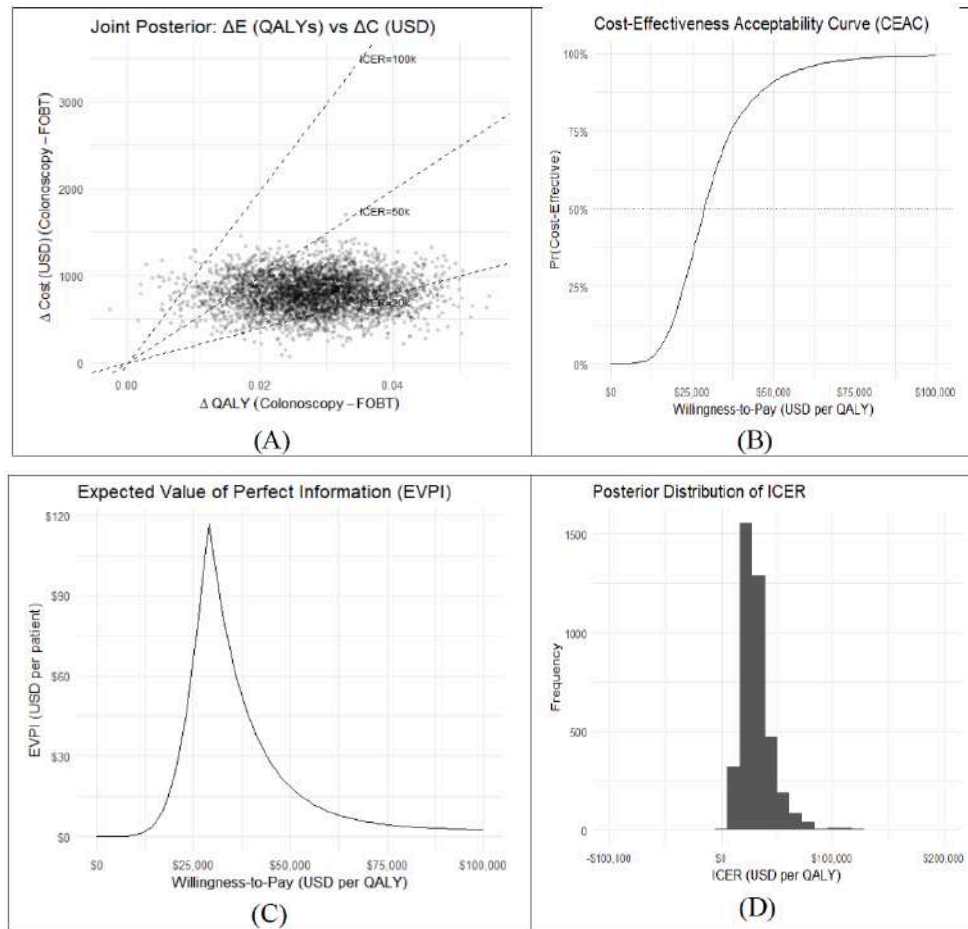 Joint Posterior: ΔE (QALYs) vs ΔC (USD)
ICER=100k
ICER=50k
ICER=20k
3000
2000
1000
0
Δ Cost (USD) (Colonoscopy – FOBT)
0.00 0.02 0.04
Δ QALY (Colonoscopy – FOBT)
(A)
Cost-Effectiveness Acceptability Curve (CEAC)
100%
75%
50%
25%
0%
Pr(Cost-Effective)
$0 $25,000 $50,000 $75,000 $100,000
Willingness-to-Pay (USD per QALY)
(B)
Expected Value of Perfect Information (EVPI)
$120
$90
$60
$30
$0
EVPI (USD per patient)
$0 $25,000 $50,000 $75,000 $100,000
Willingness-to-Pay (USD per QALY)
(C)
Posterior Distribution of ICER
1500
1000
500
0
Frequency
-$100,000 $0 $100,000 $200,000
ICER (USD per QALY)
(D)